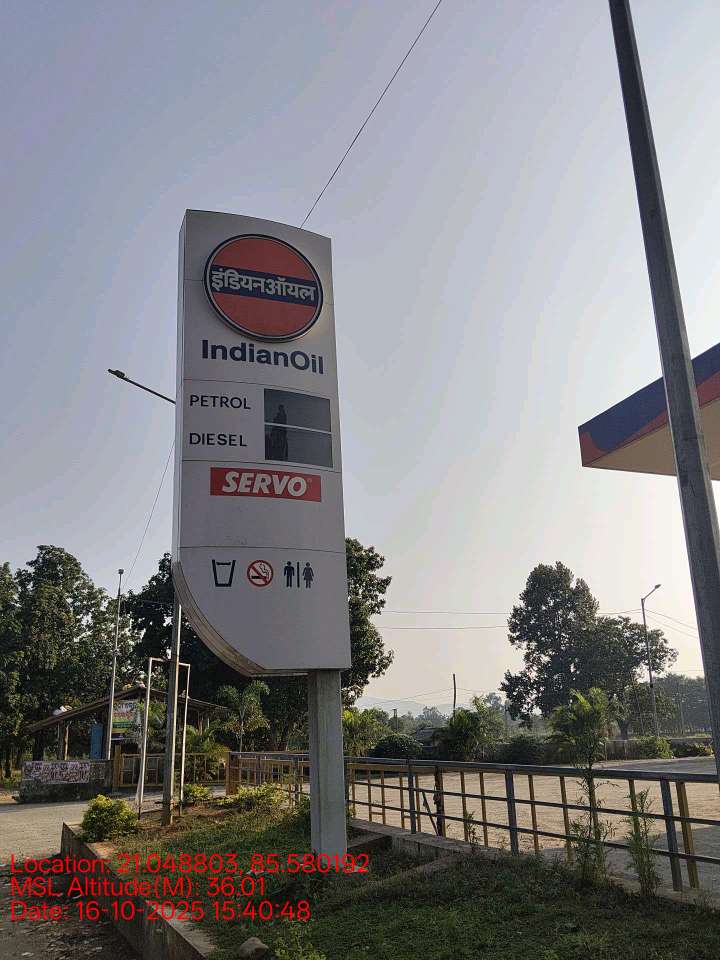 इंडियनऑयल
IndianOil
PETROL
DIESEL
SERVO
Location: 21.048803, 85.580192
MSL Altitude(M): 36.01
Date: 16-10-2025 15:40:48